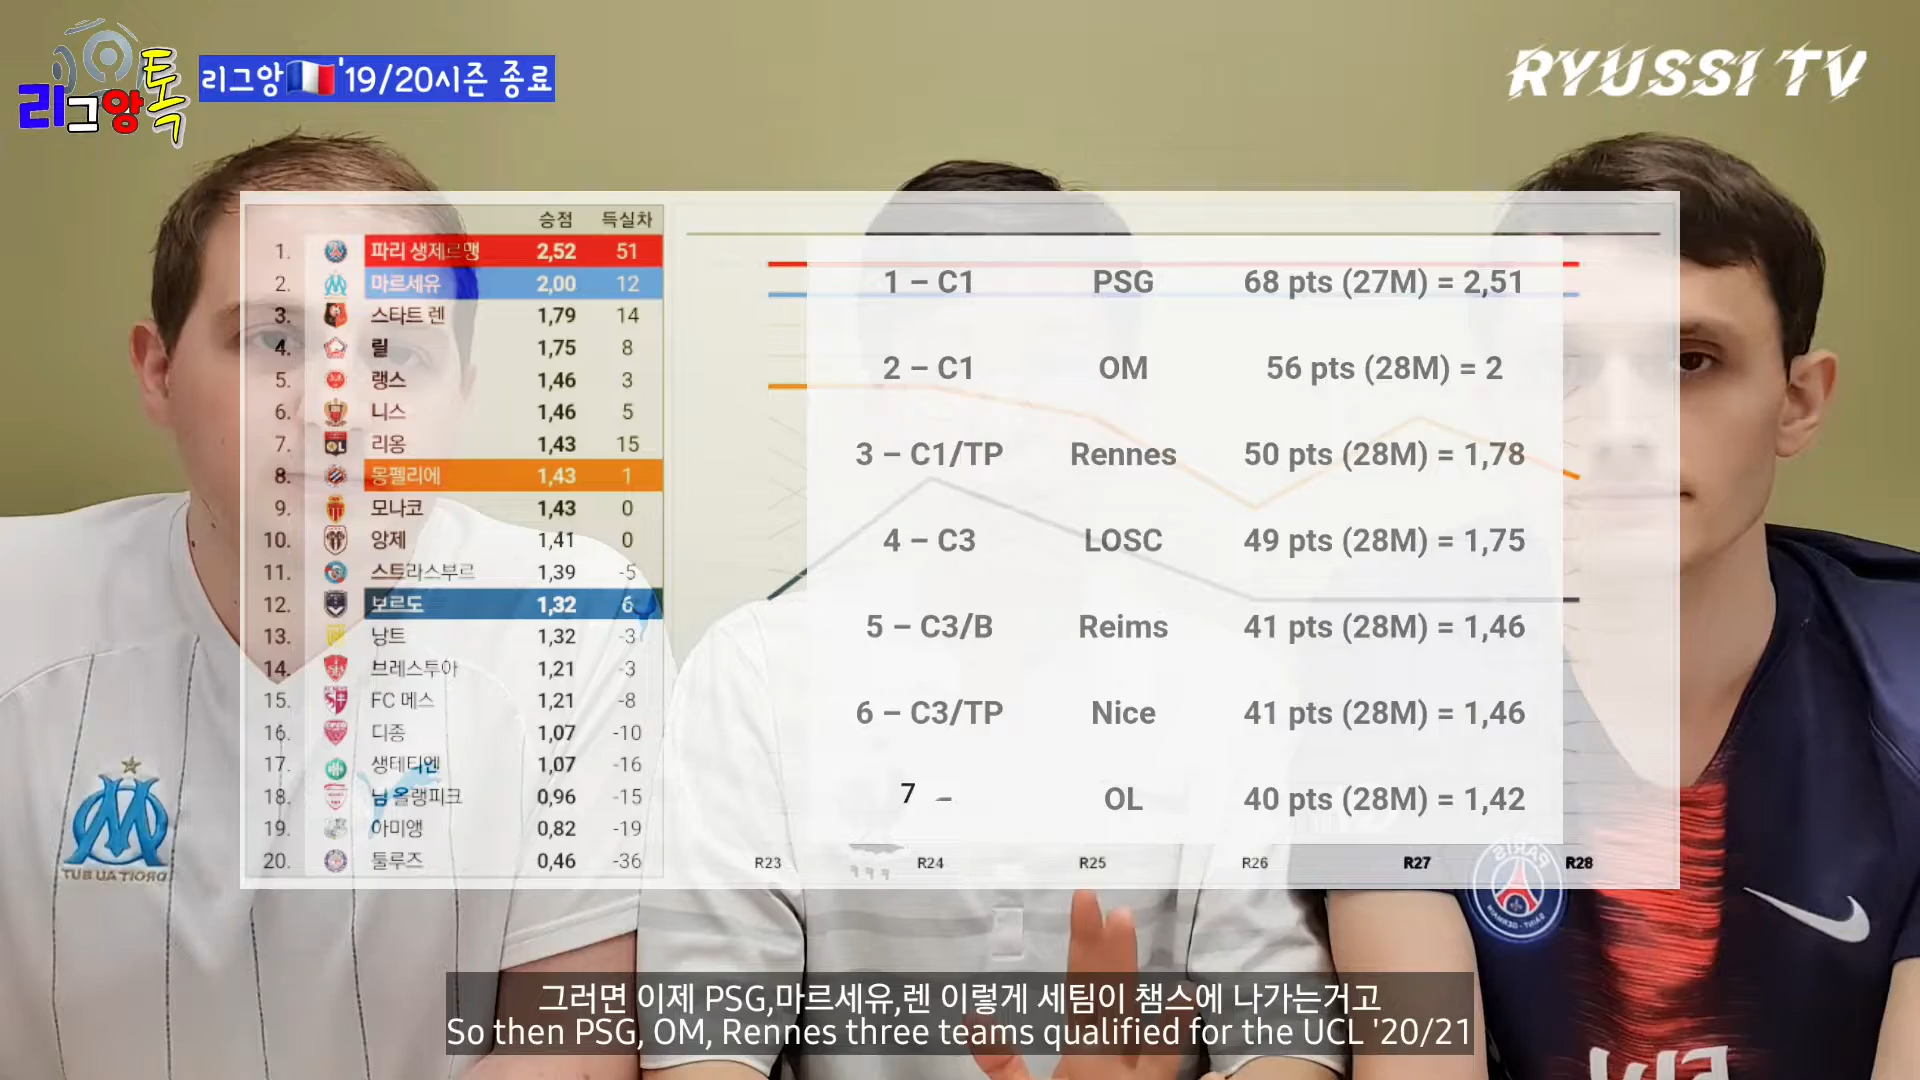 리그앙톡
리그앙🇫🇷'19/20시즌 종료
RYUSSI TV
승점 득실차
1. 파리 생제르맹 2,52 51
2. 마르세유 2,00 12
3. 스타트 렌 1,79 14
4. 릴 1,75 8
5. 랭스 1,46 3
6. 니스 1,46 5
7. 리옹 1,43 15
8. 몽펠리에 1,43 1
9. 모나코 1,43 0
10. 앙제 1,41 0
11. 스트라스부르 1,39 -5
12. 보르도 1,32 6
13. 낭트 1,32 -3
14. 브레스투아 1,21 -3
15. FC 메스 1,21 -8
16. 디종 1,07 -10
17. 생테티엔 1,07 -16
18. 님 올랭피크 0,96 -15
19. 아미앵 0,82 -19
20. 툴루즈 0,46 -36
1 – C1 PSG 68 pts (27M) = 2,51
2 – C1 OM 56 pts (28M) = 2
3 – C1/TP Rennes 50 pts (28M) = 1,78
4 – C3 LOSC 49 pts (28M) = 1,75
5 – C3/B Reims 41 pts (28M) = 1,46
6 – C3/TP Nice 41 pts (28M) = 1,46
7 – OL 40 pts (28M) = 1,42
R23 R24 R25 R26 R27 R28
그러면 이제 PSG,마르세유,렌 이렇게 세팀이 챔스에 나가는거고
So then PSG, OM, Rennes three teams qualified for the UCL '20/21